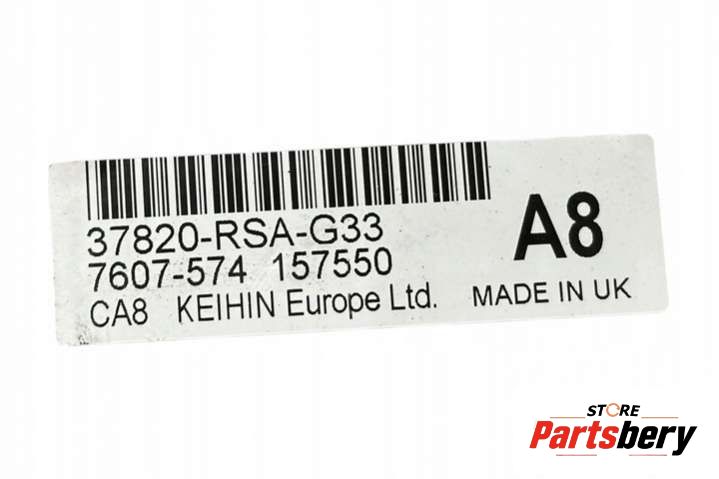 37820-RSA-G33
7607-574 157550
CA8 KEIHIN Europe Ltd.
A8
MADE IN UK
STORE
Partsbery